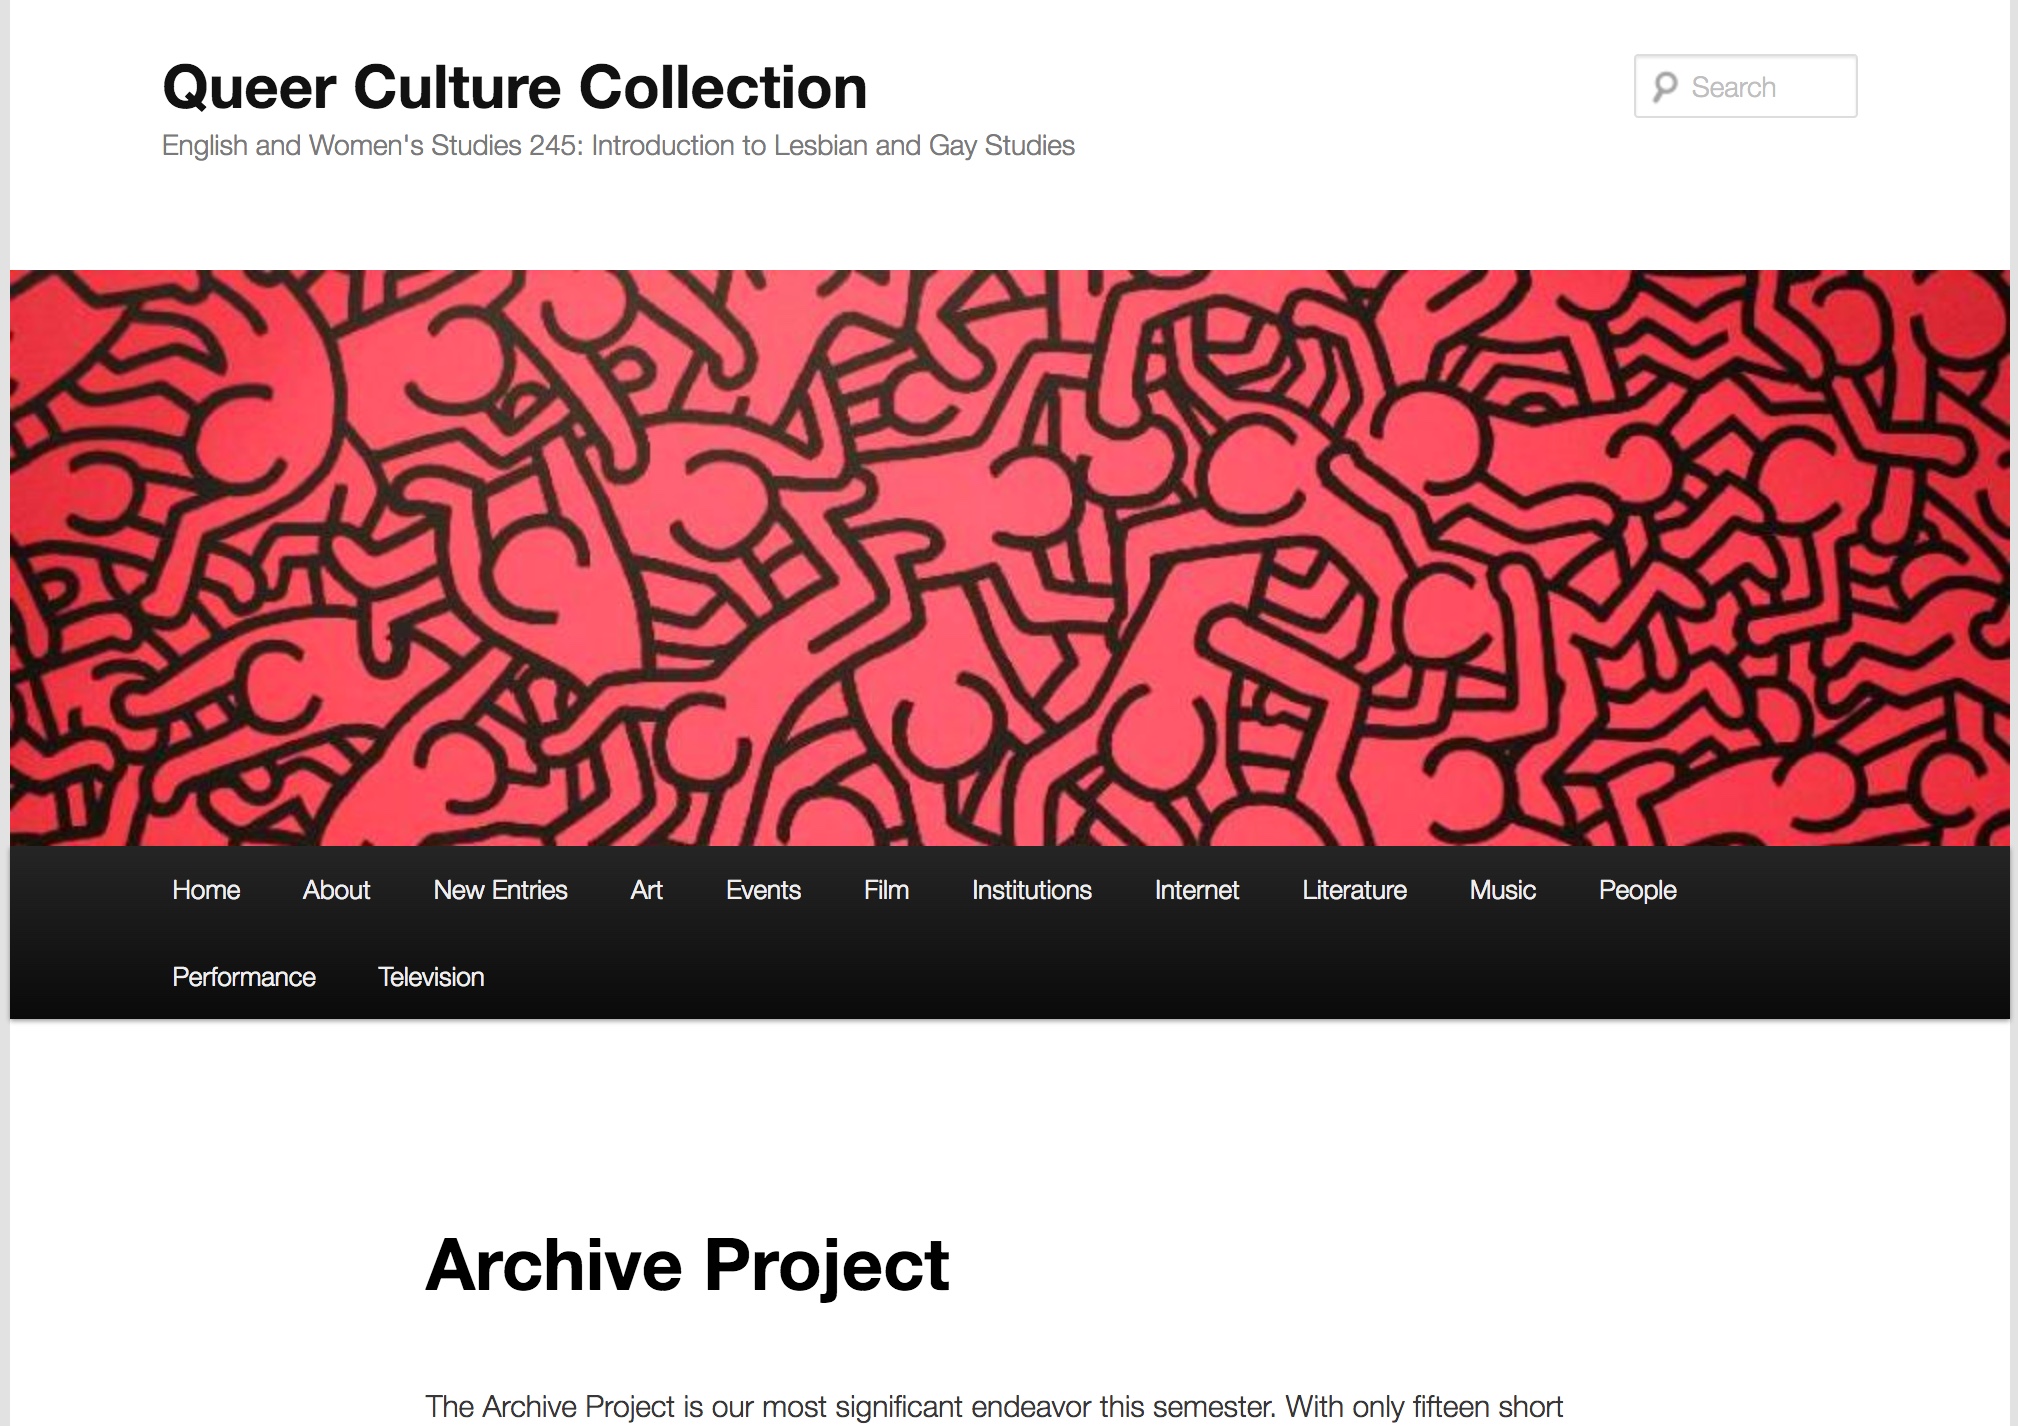 Queer Culture Collection
Search
English and Women's Studies 245: Introduction to Lesbian and Gay Studies
Home About New Entries Art Events Film Institutions Internet Literature Music People
Performance Television
Archive Project
The Archive Project is our most significant endeavor this semester. With only fifteen short